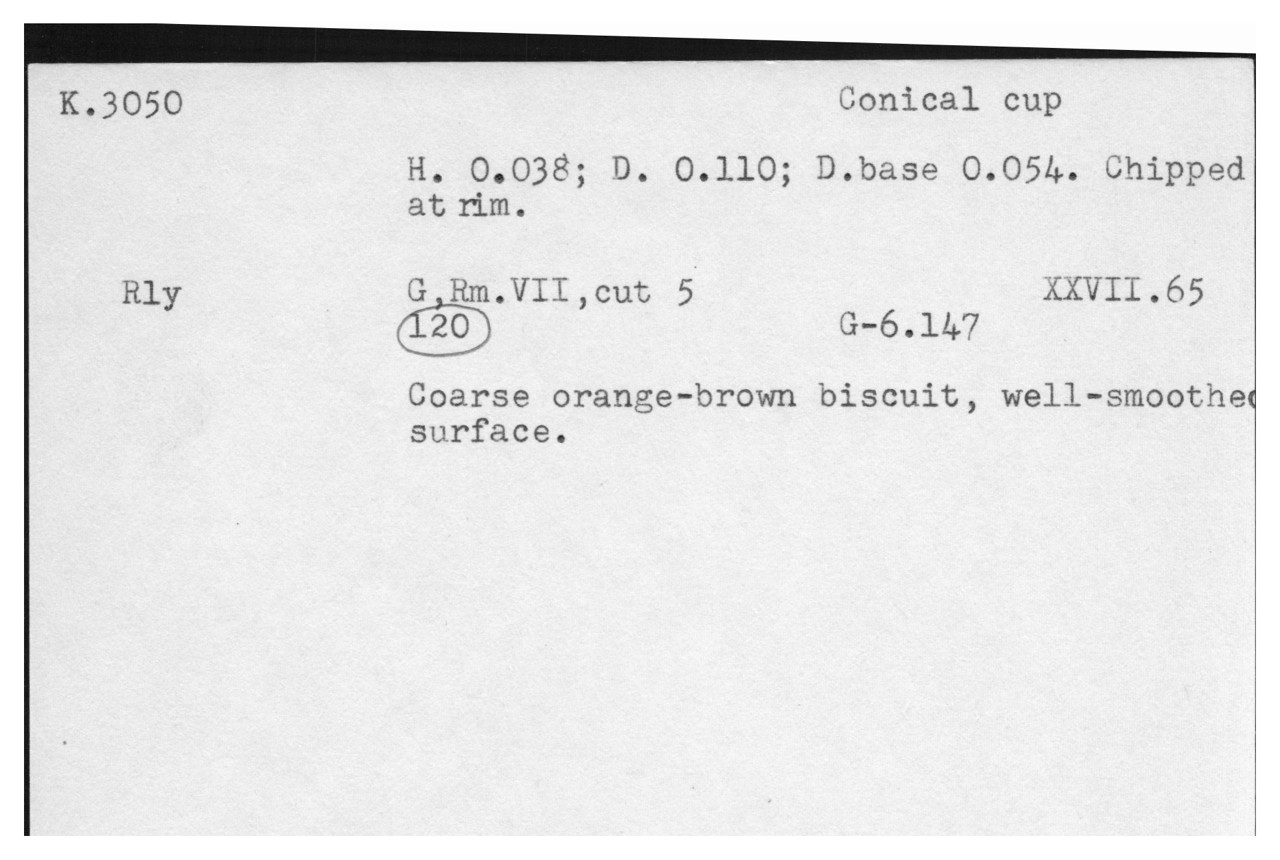 K.3050 Conical cup
H. 0.038; D. 0.110; D.base 0.054. Chipped
at rim.
Rly G,Rm.VII,cut 5 XXVII.65
120 G-6.147
Coarse orange-brown biscuit, well-smoothed
surface.